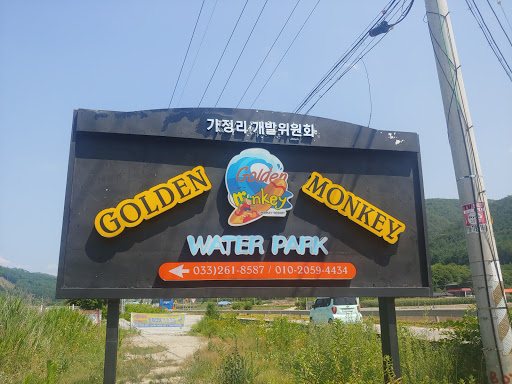 가정리 개발위원회
Golden
monkey
GOLDEN
MONKEY
WATER PARK
033)261-8587 / 010-2059-4434